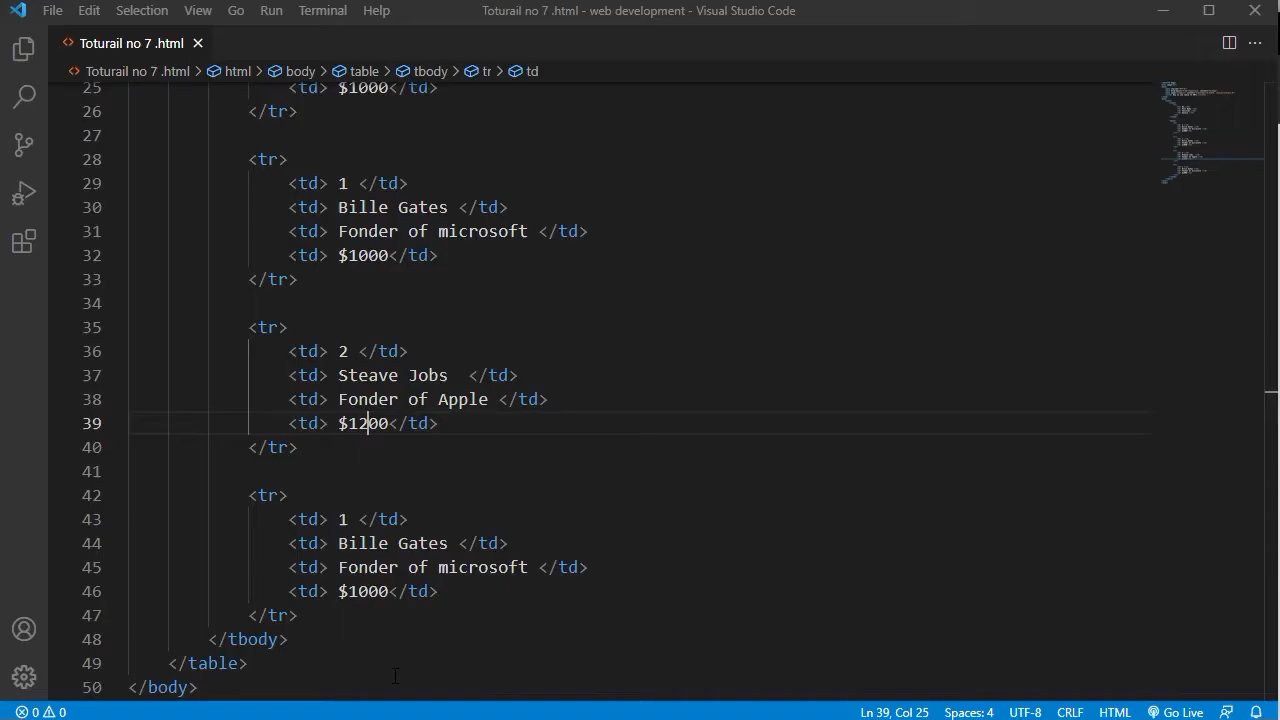 File Edit Selection View Go Run Terminal Help Toturail no 7 .html - web development - Visual Studio Code
Toturail no 7 .html
Toturail no 7 .html > html > body > table > tbody > tr > td
25 <td> $1000</td>
26 </tr>
27
28 <tr>
29 <td> 1 </td>
30 <td> Bille Gates </td>
31 <td> Fonder of microsoft </td>
32 <td> $1000</td>
33 </tr>
34
35 <tr>
36 <td> 2 </td>
37 <td> Steave Jobs  </td>
38 <td> Fonder of Apple </td>
39 <td> $1200</td>
40 </tr>
41
42 <tr>
43 <td> 1 </td>
44 <td> Bille Gates </td>
45 <td> Fonder of microsoft </td>
46 <td> $1000</td>
47 </tr>
48 </tbody>
49 </table>
50 </body>
0 0 Ln 39, Col 25 Spaces: 4 UTF-8 CRLF HTML Go Live